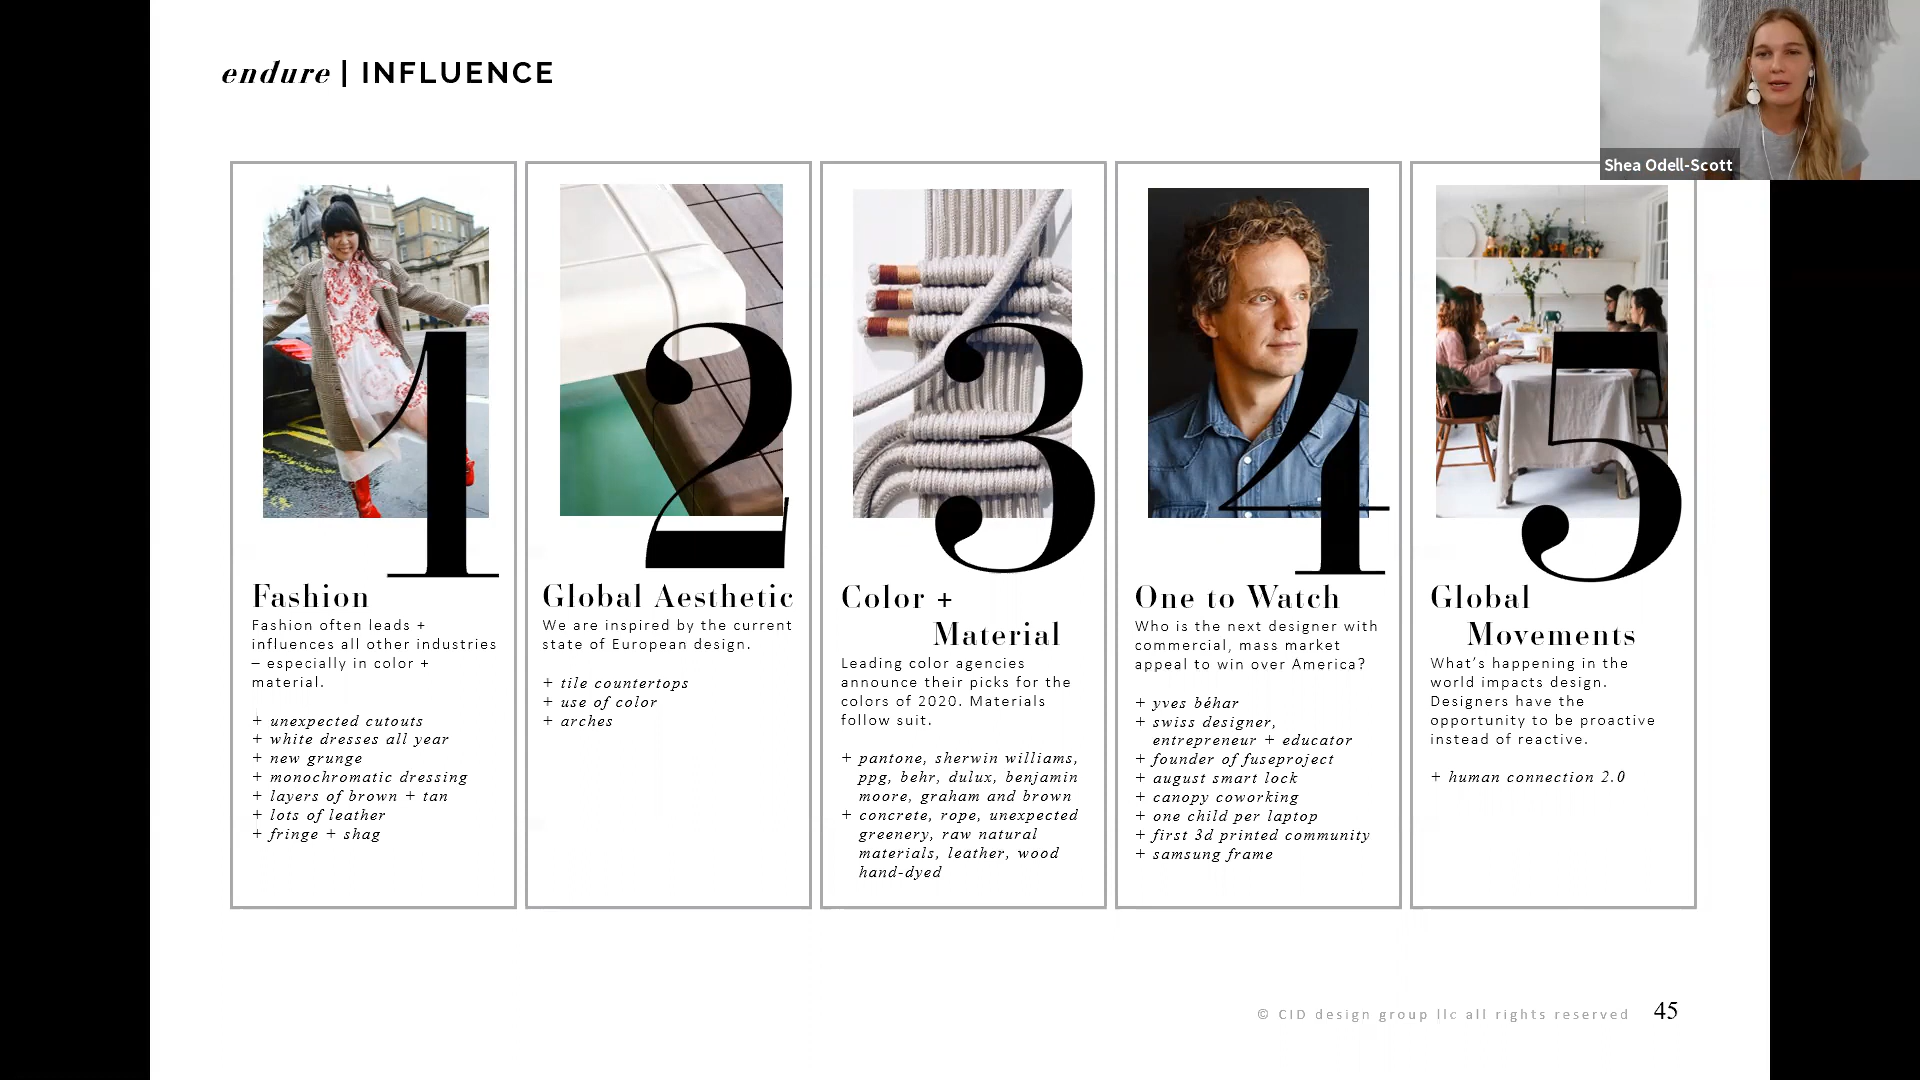 endure | INFLUENCE
Shea Odell-Scott
1
Fashion
Fashion often leads +
influences all other industries
– especially in color +
material.
+ unexpected cutouts
+ white dresses all year
+ new grunge
+ monochromatic dressing
+ layers of brown + tan
+ lots of leather
+ fringe + shag
2
Global Aesthetic
We are inspired by the current
state of European design.
+ tile countertops
+ use of color
+ arches
3
Color +
Material
Leading color agencies
announce their picks for the
colors of 2020. Materials
follow suit.
+ pantone, sherwin williams,
ppg, behr, dulux, benjamin
moore, graham and brown
+ concrete, rope, unexpected
greenery, raw natural
materials, leather, wood
hand-dyed
4
One to Watch
Who is the next designer with
commercial, mass market
appeal to win over America?
+ yves béhar
+ swiss designer,
entrepreneur + educator
+ founder of fuseproject
+ august smart lock
+ canopy coworking
+ one child per laptop
+ first 3d printed community
+ samsung frame
5
Global
Movements
What’s happening in the
world impacts design.
Designers have the
opportunity to be proactive
instead of reactive.
+ human connection 2.0
© CID design group llc all rights reserved 45